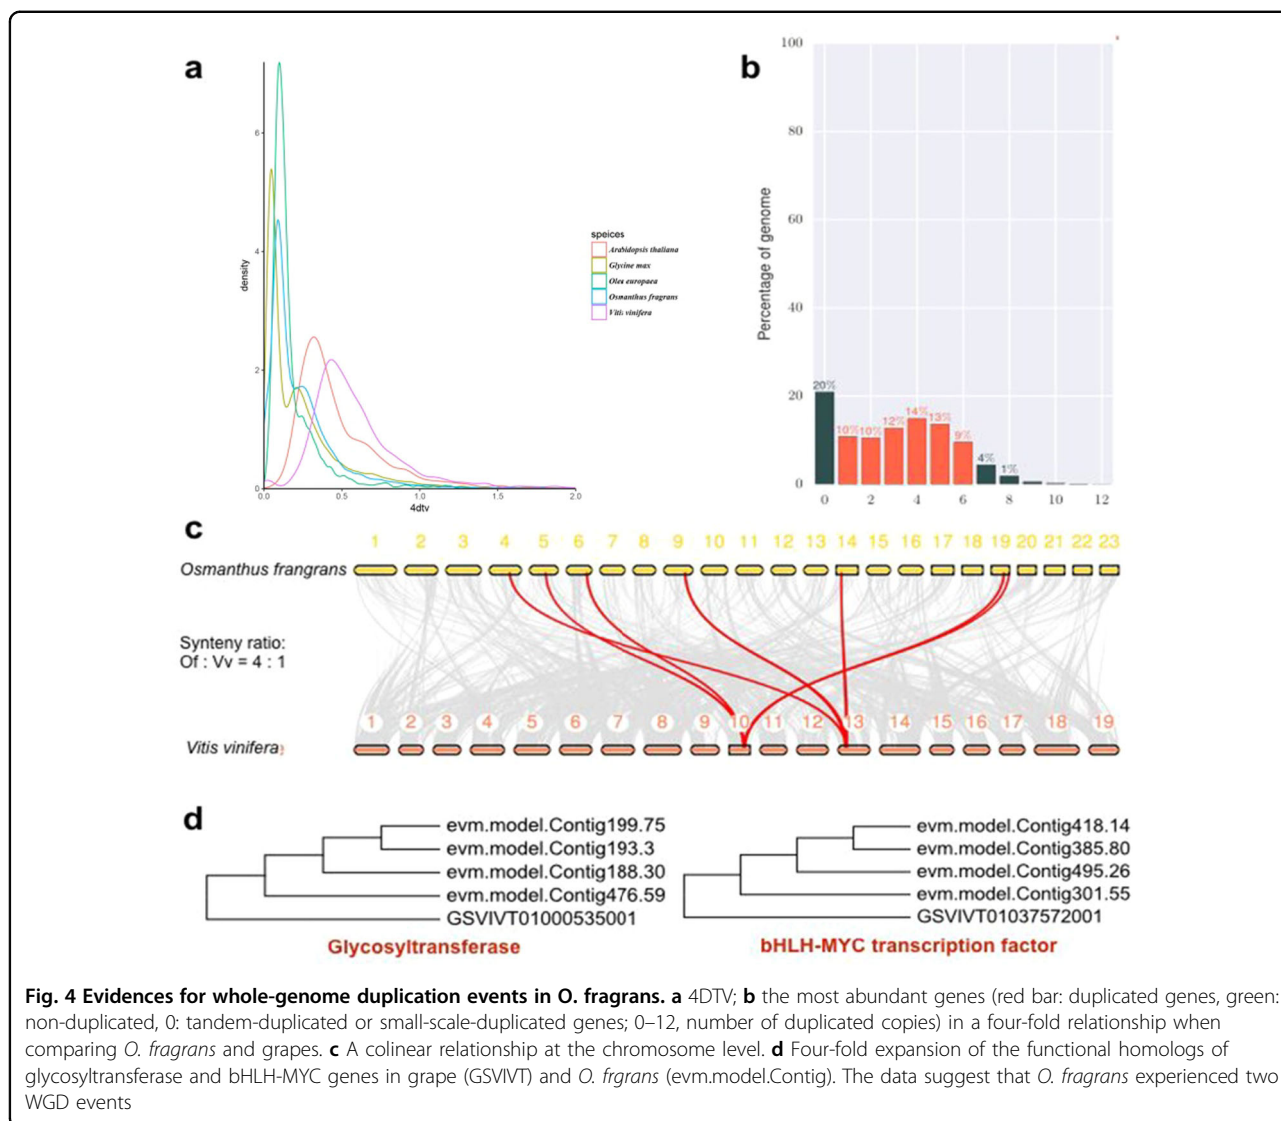 a
6
4
2
0
density
0.0 0.5 1.0 1.5 2.0
4dtv
speices
Arabidopsis thaliana
Glycine max
Olea europaea
Osmanthus fragrans
Vitis vinifera
b
100
80
60
40
20
0
Percentage of genome
20% 10% 10% 12% 14% 13% 9% 4% 1%
0 2 4 6 8 10 12
c
1 2 3 4 5 6 7 8 9 10 11 12 13 14 15 16 17 18 19 20 21 22 23
Osmanthus frangrans
Synteny ratio:
Of : Vv = 4 : 1
1 2 3 4 5 6 7 8 9 10 11 12 13 14 15 16 17 18 19
Vitis vinifera
d
evm.model.Contig199.75
evm.model.Contig193.3
evm.model.Contig188.30
evm.model.Contig476.59
GSVIVT01000535001
Glycosyltransferase
evm.model.Contig418.14
evm.model.Contig385.80
evm.model.Contig495.26
evm.model.Contig301.55
GSVIVT01037572001
bHLH-MYC transcription factor
Fig. 4 Evidences for whole-genome duplication events in O. fragrans. a 4DTV; b the most abundant genes (red bar: duplicated genes, green:
non-duplicated, 0: tandem-duplicated or small-scale-duplicated genes; 0–12, number of duplicated copies) in a four-fold relationship when
comparing O. fragrans and grapes. c A colinear relationship at the chromosome level. d Four-fold expansion of the functional homologs of
glycosyltransferase and bHLH-MYC genes in grape (GSVIVT) and O. frgrans (evm.model.Contig). The data suggest that O. fragrans experienced two
WGD events